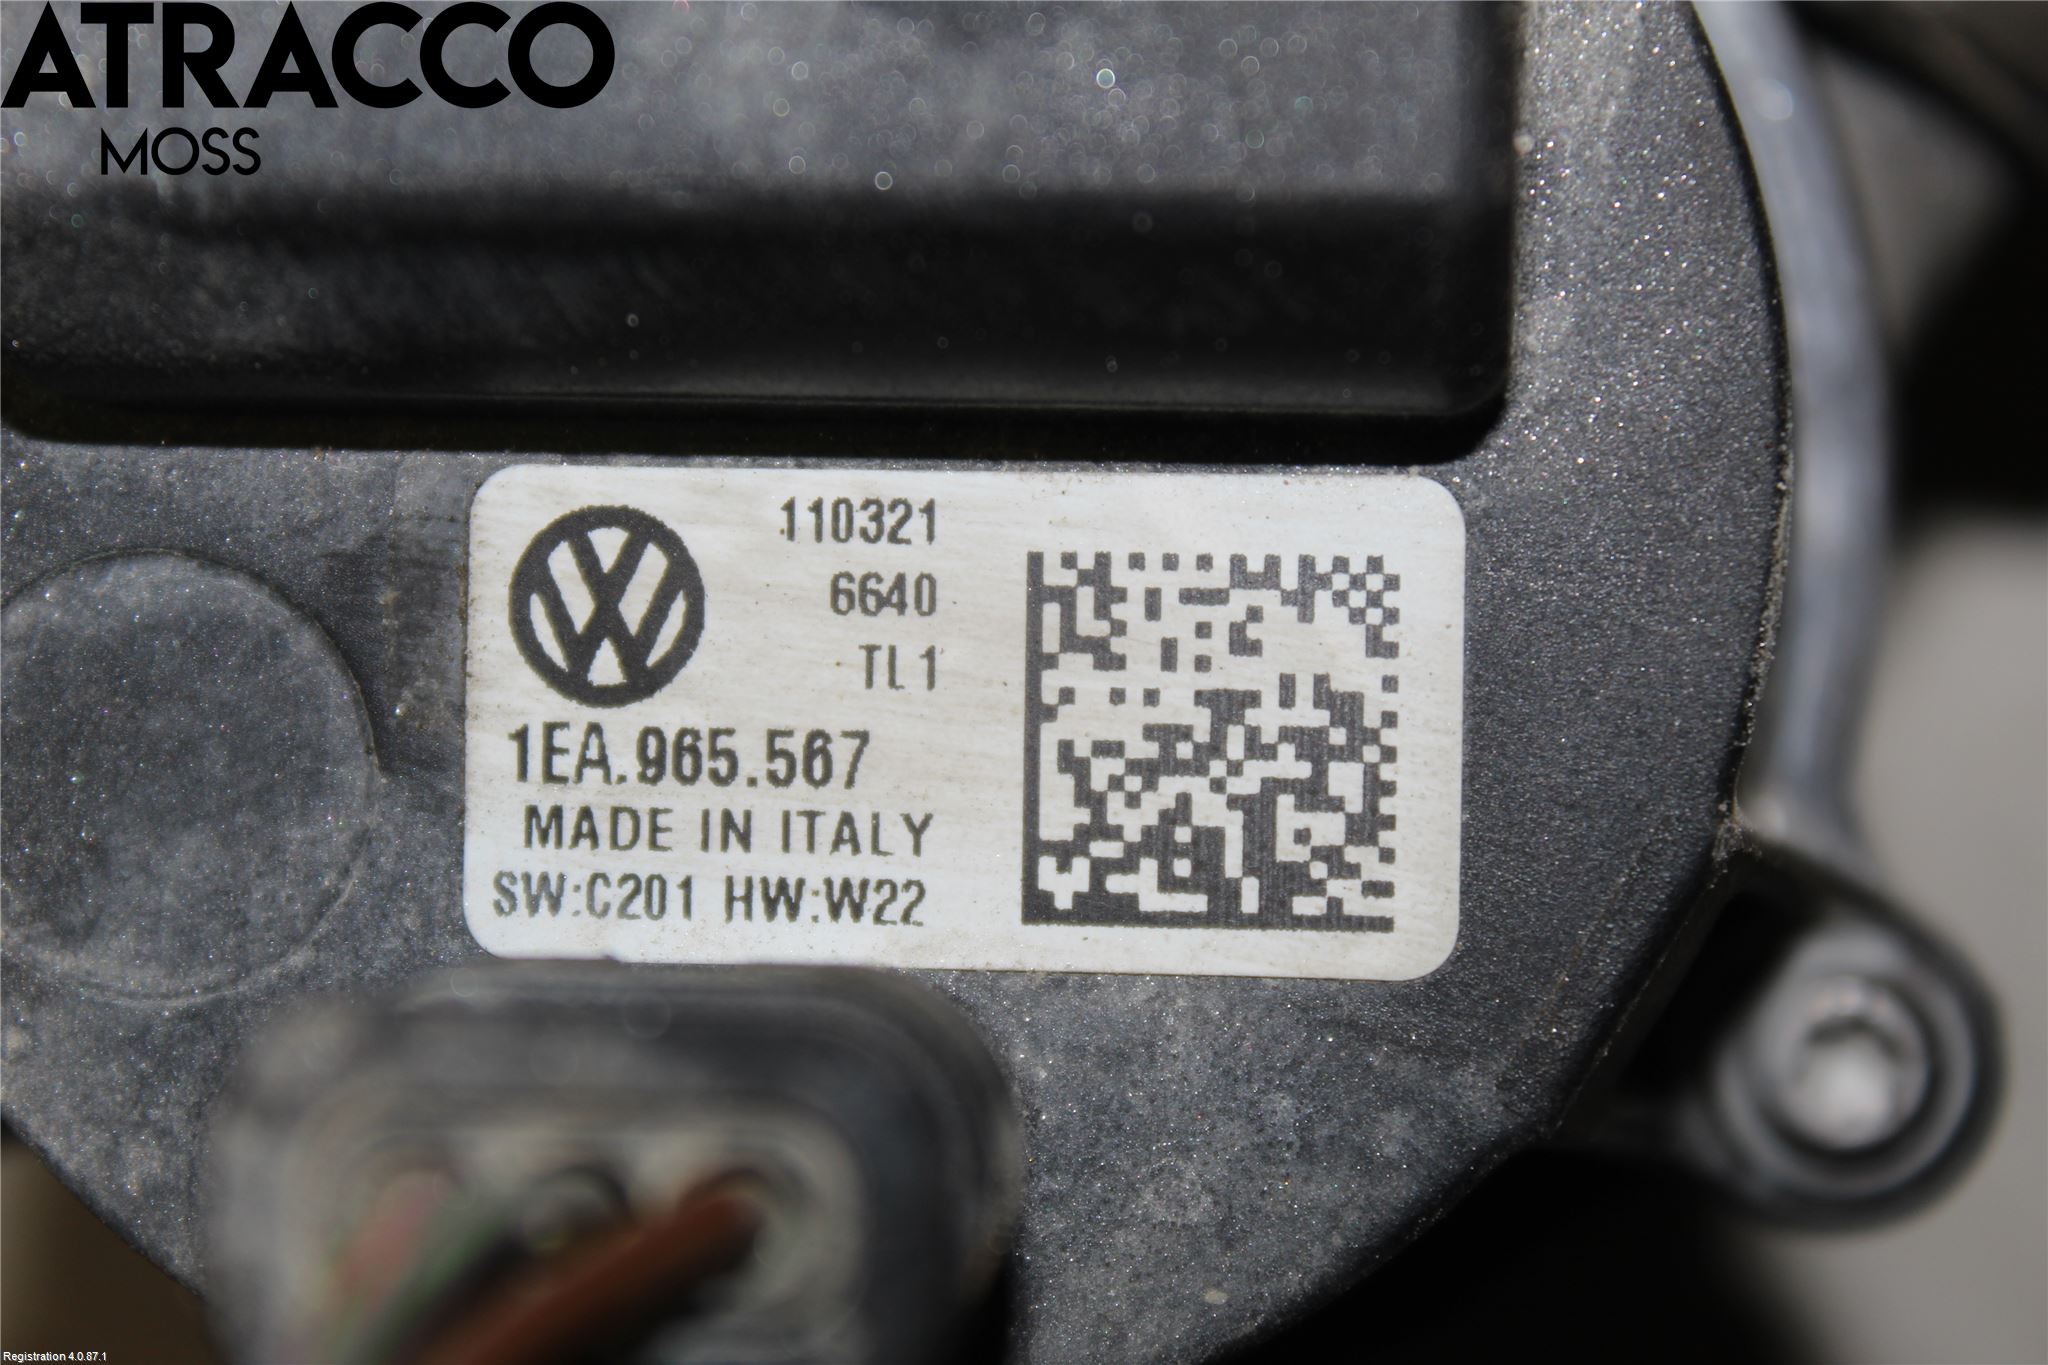 ATRACCO
MOSS
110321
6640
TL1
1EA.965.567
MADE IN ITALY
SW:C201 HW:W22
Registration 4.0.87.1